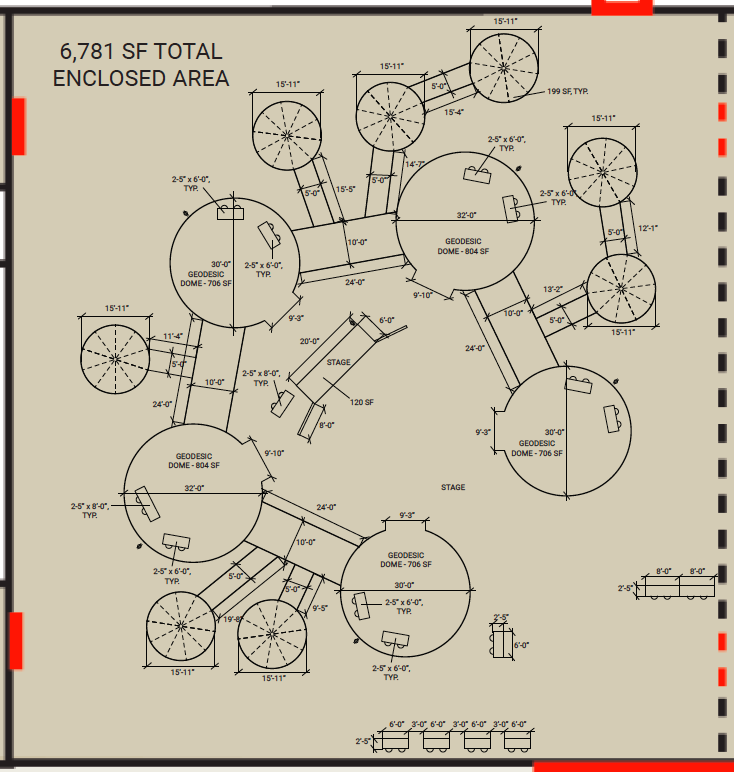 6,781 SF TOTAL
ENCLOSED AREA
15'-11"
15'-11"
15'-11"
5'-0"
15'-4"
199 SF, TYP.
15'-11"
2-5" x 6'-0",
TYP.
14'-7"
5'-0"
2-5" x 6'-0",
TYP.
15'-5"
5'-0"
2-5" x 6'-0",
TYP.
32'-0"
GEODESIC
DOME - 804 SF
10'-0"
12'-1"
5'-0"
30'-0"
GEODESIC
DOME - 706 SF
2-5" x 6'-0",
TYP.
24'-0"
9'-10"
13'-2"
10'-0"
5'-0"
15'-11"
15'-11"
9'-3"
6'-0"
20'-0"
STAGE
11'-4"
5'-0"
10'-0"
24'-0"
2-5" x 8'-0",
TYP.
120 SF
8'-0"
24'-0"
9'-3"
30'-0"
GEODESIC
DOME - 706 SF
GEODESIC
DOME - 804 SF
9'-10"
32'-0"
STAGE
2-5" x 8'-0",
TYP.
24'-0"
9'-3"
10'-0"
GEODESIC
DOME - 706 SF
30'-0"
2-5" x 6'-0",
TYP.
5'-0"
5'-0"
9'-5"
19'-8"
2-5" x 6'-0",
TYP.
8'-0" 8'-0"
2'-5"
2'-5"
6'-0"
15'-11"
15'-11"
2-5" x 6'-0",
TYP.
6'-0" 3'-0" 6'-0" 3'-0" 6'-0" 3'-0" 6'-0"
2'-5"